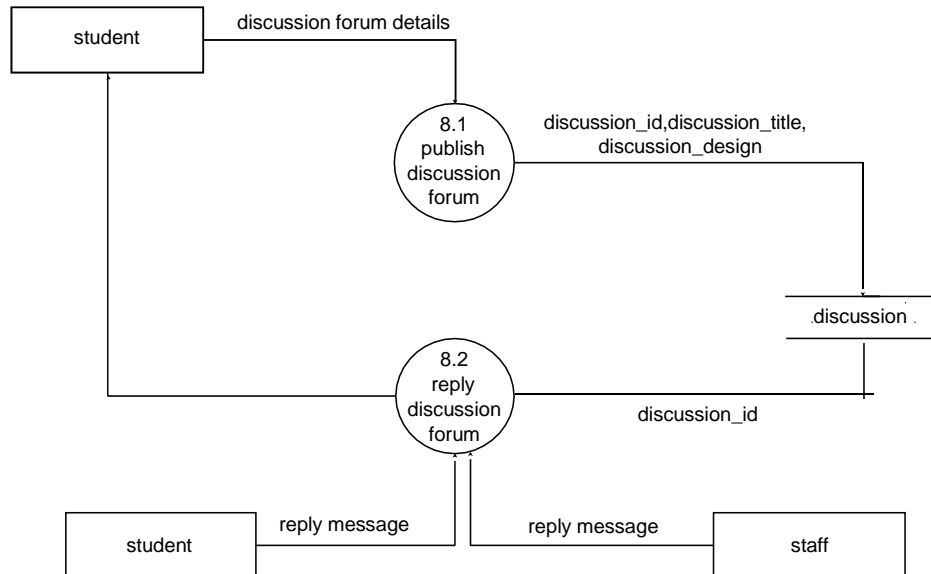 student
discussion forum details
8.1
publish
discussion
forum
discussion_id,discussion_title,
discussion_design
discussion
8.2
reply
discussion
forum
discussion_id
student
reply message
reply message
staff